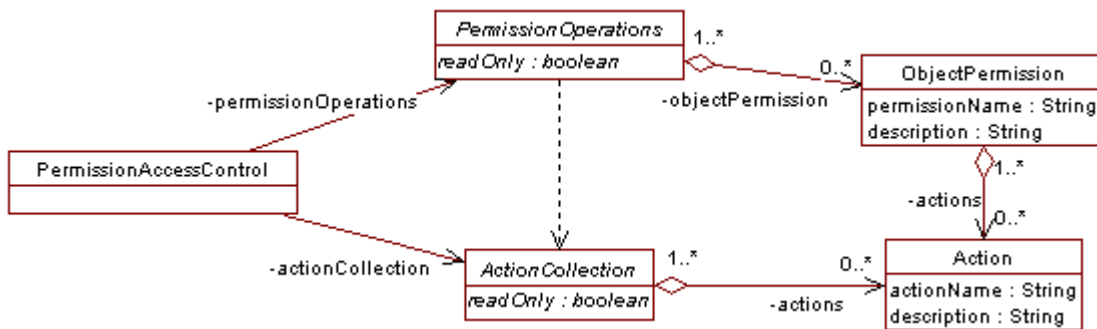 PermissionOperations
readOnly : boolean
1..*
0..*
-objectPermission
ObjectPermission
permissionName : String
description : String
-permissionOperations
PermissionAccessControl
1..*
-actions
0..*
-actionCollection
ActionCollection
readOnly : boolean
1..*
0..*
-actions
Action
actionName : String
description : String